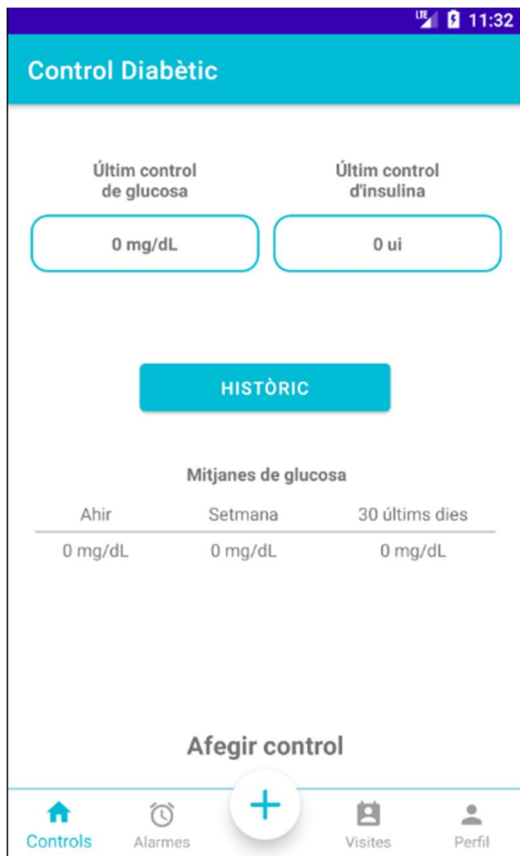 LTE 11:32
Control Diabètic
Últim control
de glucosa
Últim control
d'insulina
0 mg/dL
0 ui
HISTÒRIC
Mitjanes de glucosa
Ahir Setmana 30 últims dies
0 mg/dL 0 mg/dL 0 mg/dL
Afegir control
Controls Alarmes Visites Perfil